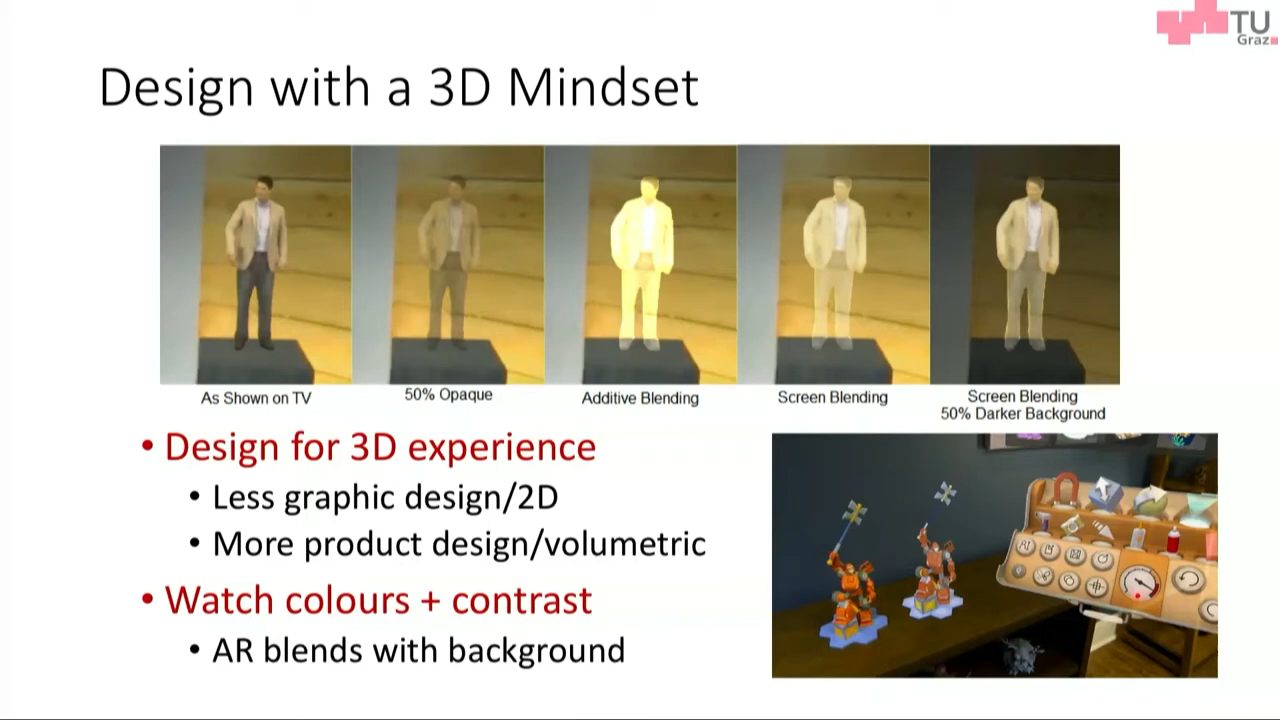 TU
Graz
Design with a 3D Mindset
As Shown on TV
50% Opaque
Additive Blending
Screen Blending
Screen Blending
50% Darker Background
• Design for 3D experience
• Less graphic design/2D
• More product design/volumetric
• Watch colours + contrast
• AR blends with background